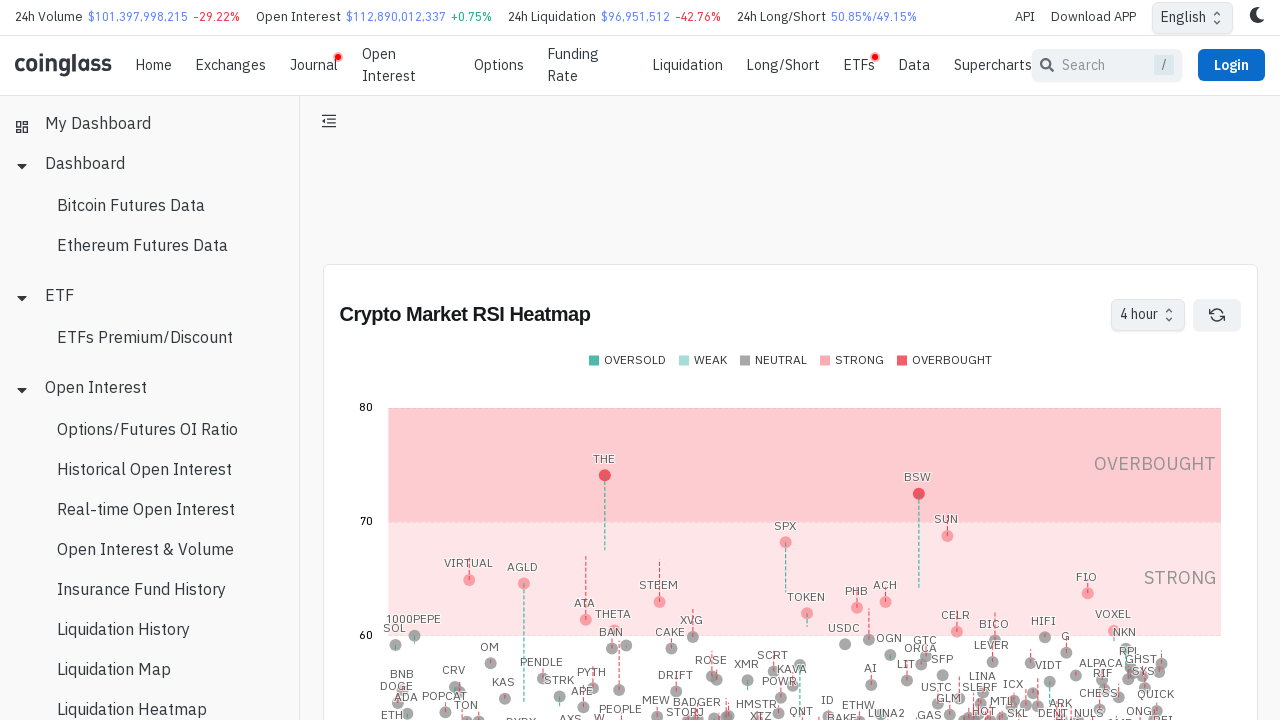 24h Volume $101,397,998,215 -29.22% Open Interest $112,890,012,337 +0.75% 24h Liquidation $96,951,512 -42.76% 24h Long/Short 50.85%/49.15% API Download APP English
coinglass Home Exchanges Journal Open Interest Options Funding Rate Liquidation Long/Short ETFs Data Supercharts Search / Login
My Dashboard
Dashboard
Bitcoin Futures Data
Ethereum Futures Data
ETF
ETFs Premium/Discount
Open Interest
Options/Futures OI Ratio
Historical Open Interest
Real-time Open Interest
Open Interest & Volume
Insurance Fund History
Liquidation History
Liquidation Map
Liquidation Heatmap
Crypto Market RSI Heatmap 4 hour
OVERSOLD WEAK NEUTRAL STRONG OVERBOUGHT
80
THE
OVERBOUGHT
BSW
70
SUN
SPX
VIRTUAL AGLD
STRONG
FIO
STEEM PHB ACH
TOKEN
ATA
THETA CELR VOXEL
1000PEPE XVG HIFI
SOL BICO
60
BAN CAKE USDC G NKN
OGN GTC
ORCA LEVER
OM RPL
PENDLE ROSE XMR SCRT LIT SFP VIDT ALPACA GHST
BNB CRV PYTH DRIFT KAVA AI RIF SYS
DOGE KAS STRK POWR USTC SLERF LINA ICX
ADA POPCAT APE MEW BADGER HMSTR ID GLM MTL CHESS QUICK
TON PEOPLE ETHW ARK
ETH AXS W STORJ XTZ QNT BAKE LUNA2 GAS HOT SKL DENT NULS ONG